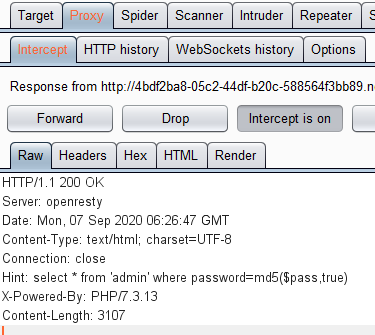 Target Proxy Spider Scanner Intruder Repeater S
Intercept HTTP history WebSockets history Options
Response from http://4bdf2ba8-05c2-44df-b20c-588564f3bb89.n
Forward Drop Intercept is on
Raw Headers Hex HTML Render
HTTP/1.1 200 OK
Server: openresty
Date: Mon, 07 Sep 2020 06:26:47 GMT
Content-Type: text/html; charset=UTF-8
Connection: close
Hint: select * from 'admin' where password=md5($pass,true)
X-Powered-By: PHP/7.3.13
Content-Length: 3107